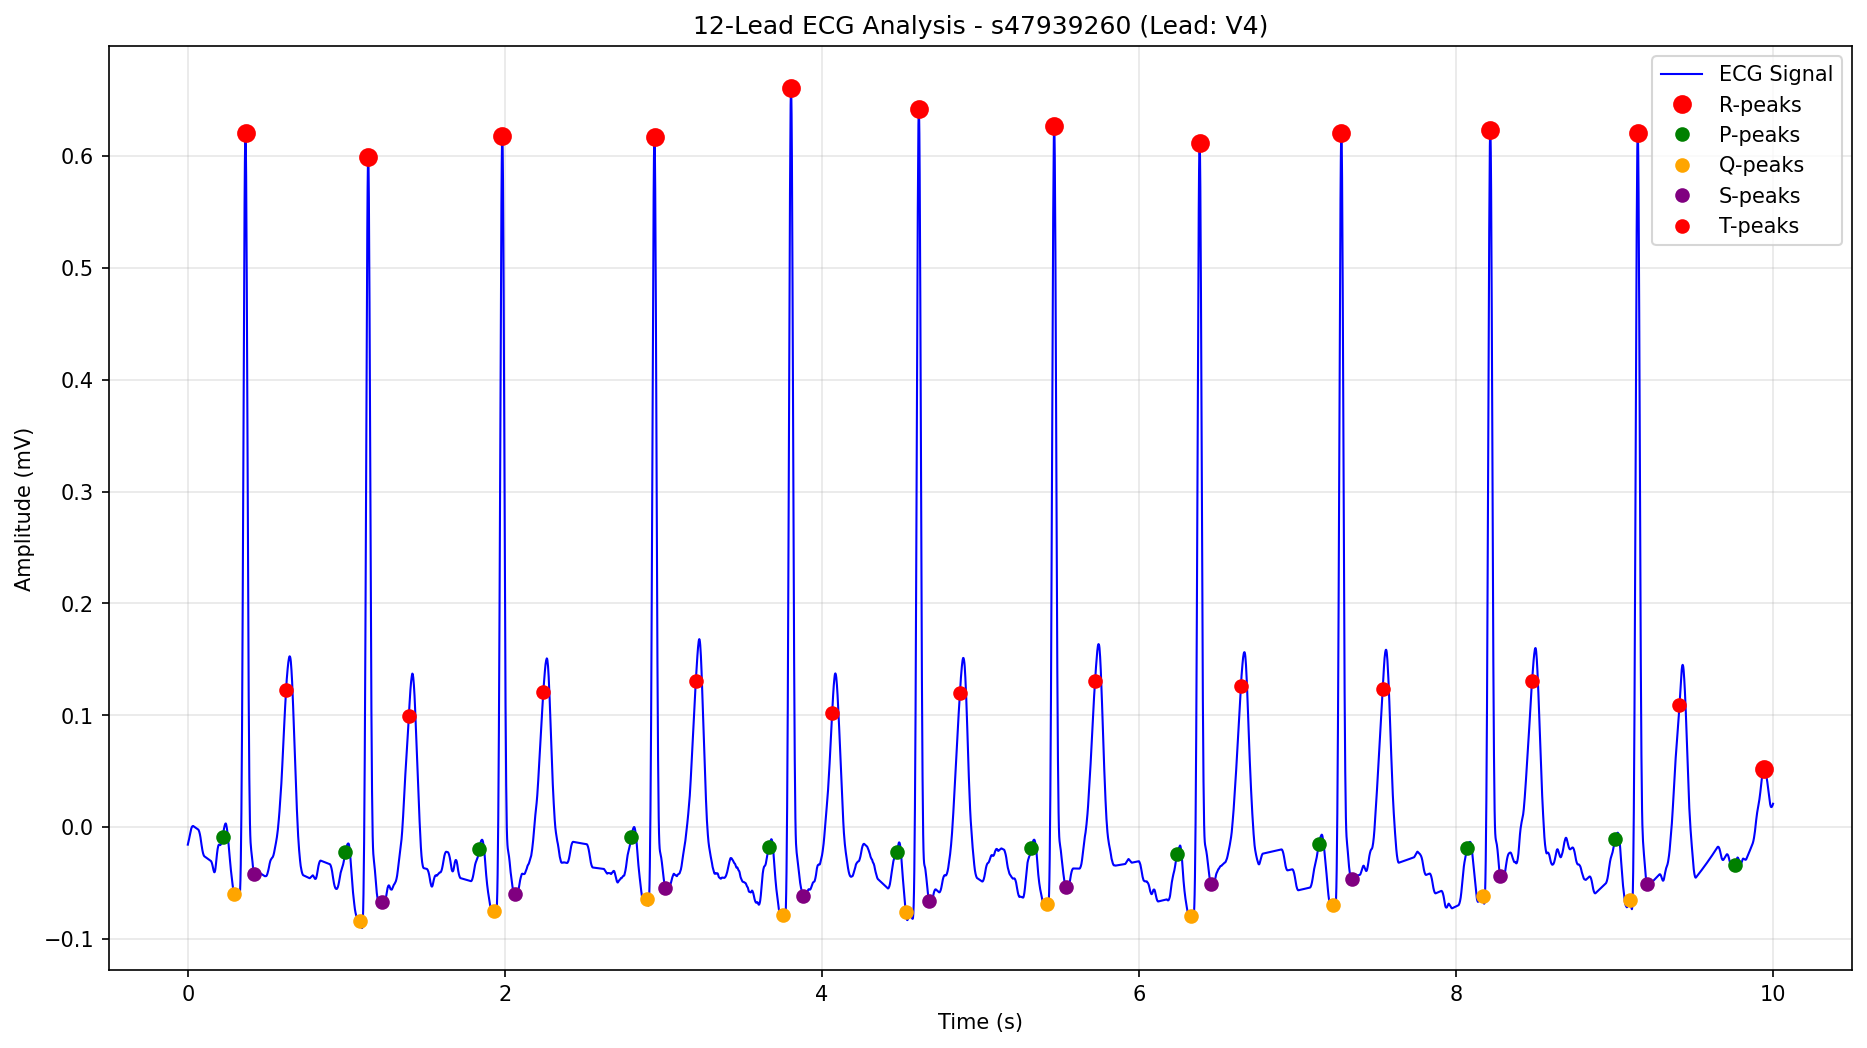 12-Lead ECG Analysis - s47939260 (Lead: V4)
ECG Signal
R-peaks
P-peaks
Q-peaks
S-peaks
T-peaks
Amplitude (mV)
0.6
0.5
0.4
0.3
0.2
0.1
0.0
−0.1
0 2 4 6 8 10
Time (s)